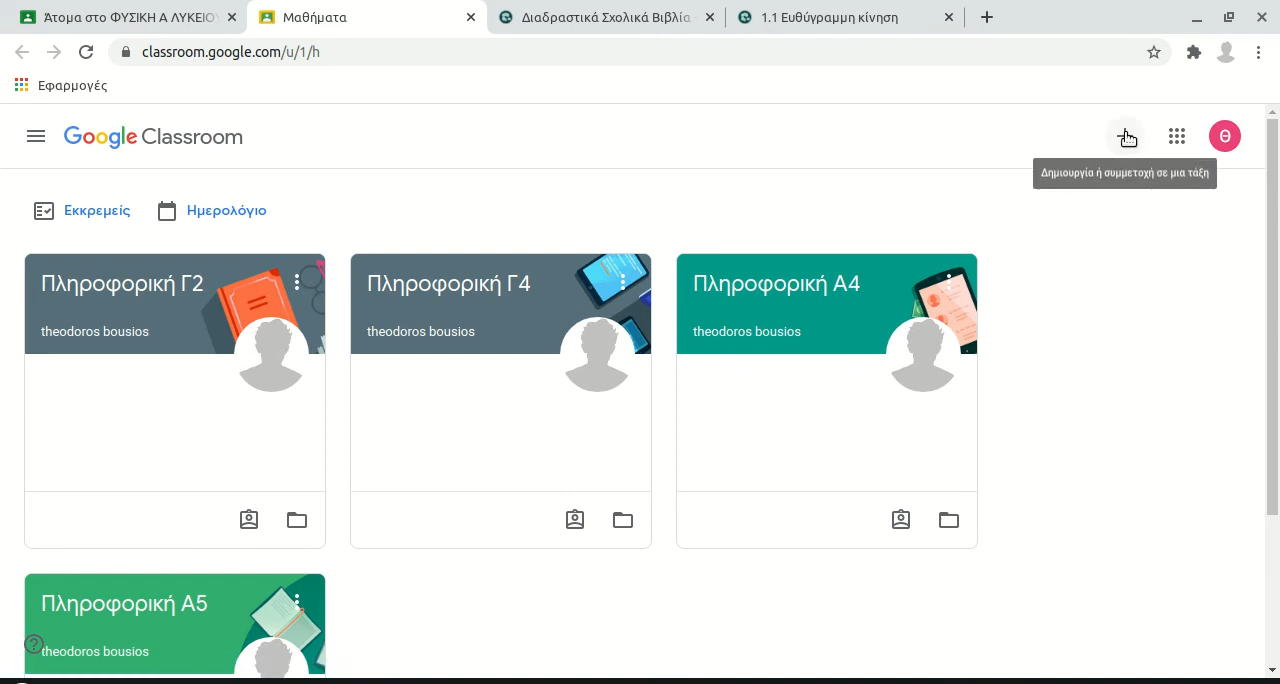 Άτομα στο ΦΥΣΙΚΗ Α ΛΥΚΕΙΟ
Μαθήματα
Διαδραστικά Σχολικά Βιβλία
1.1 Ευθύγραμμη κίνηση
classroom.google.com/u/1/h
Εφαρμογές
Google Classroom
Θ
Δημιουργία ή συμμετοχή σε μια τάξη
Εκκρεμείς
Ημερολόγιο
Πληροφορική Γ2
theodoros bousios
Πληροφορική Γ4
theodoros bousios
Πληροφορική Α4
theodoros bousios
Πληροφορική Α5
theodoros bousios